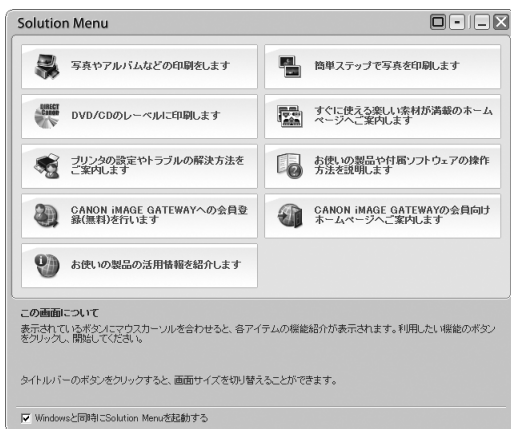 Solution Menu
写真やアルバムなどの印刷をします
簡単ステップで写真を印刷します
DIRECT
Canon
DVD/CDのレーベルに印刷します
すぐに使える楽しい素材が満載のホーム
ページへご案内します
プリンタの設定やトラブルの解決方法を
ご案内します
お使いの製品や付属ソフトウェアの操作
方法を説明します
CANON iMAGE GATEWAYへの会員登
録(無料)を行います
CANON iMAGE GATEWAYの会員向け
ホームページへご案内します
お使いの製品の活用情報を紹介します
この画面について
表示されているボタンにマウスカーソルを合わせると、各アイテムの機能紹介が表示されます。利用したい機能のボタン
をクリックし、開始してください。
タイトルバーのボタンをクリックすると、画面サイズを切り替えることができます。
Windowsと同時にSolution Menuを起動する